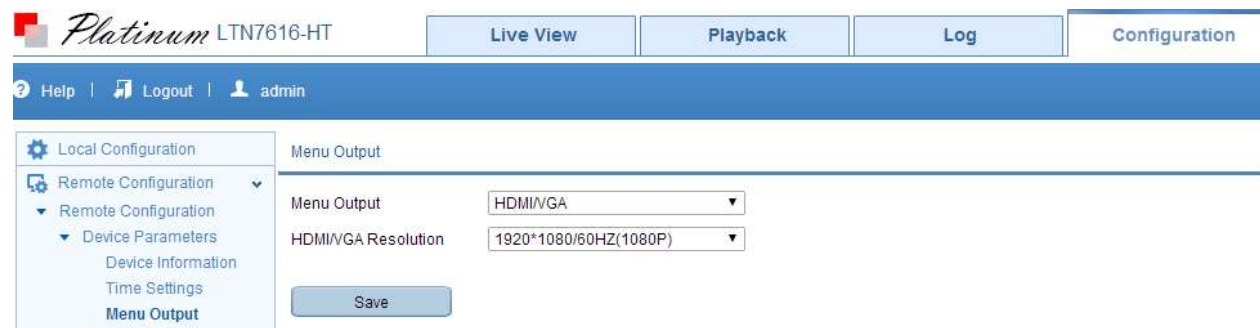 Platinum LTN7616-HT
Live View Playback Log Configuration
Help | Logout | admin
Local Configuration
Menu Output
Remote Configuration
Remote Configuration
Menu Output HDMI/VGA
Device Parameters
HDMI/VGA Resolution 1920*1080/60HZ(1080P)
Device Information
Time Settings
Save
Menu Output